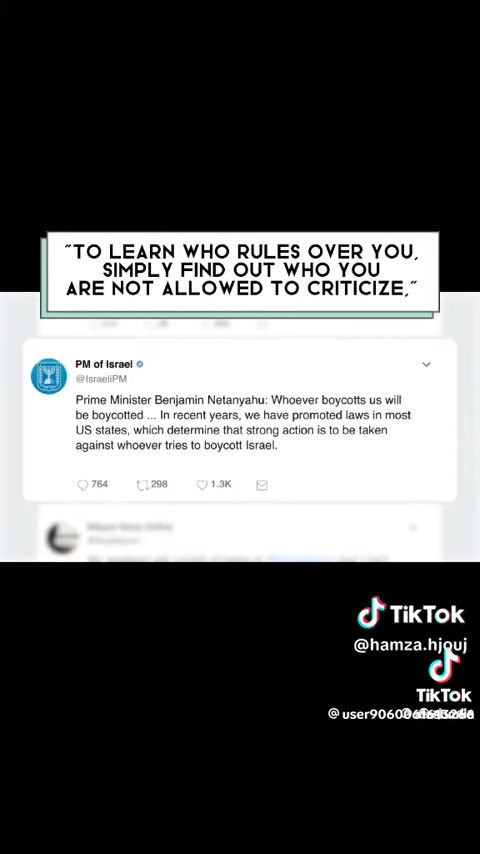 "TO LEARN WHO RULES OVER YOU,
SIMPLY FIND OUT WHO YOU
ARE NOT ALLOWED TO CRITICIZE,"
PM of Israel
@IsraeliPM
Prime Minister Benjamin Netanyahu: Whoever boycotts us will
be boycotted ... In recent years, we have promoted laws in most
US states, which determine that strong action is to be taken
against whoever tries to boycott Israel.
764 298 1.3K
TikTok
@hamza.hjouj
TikTok